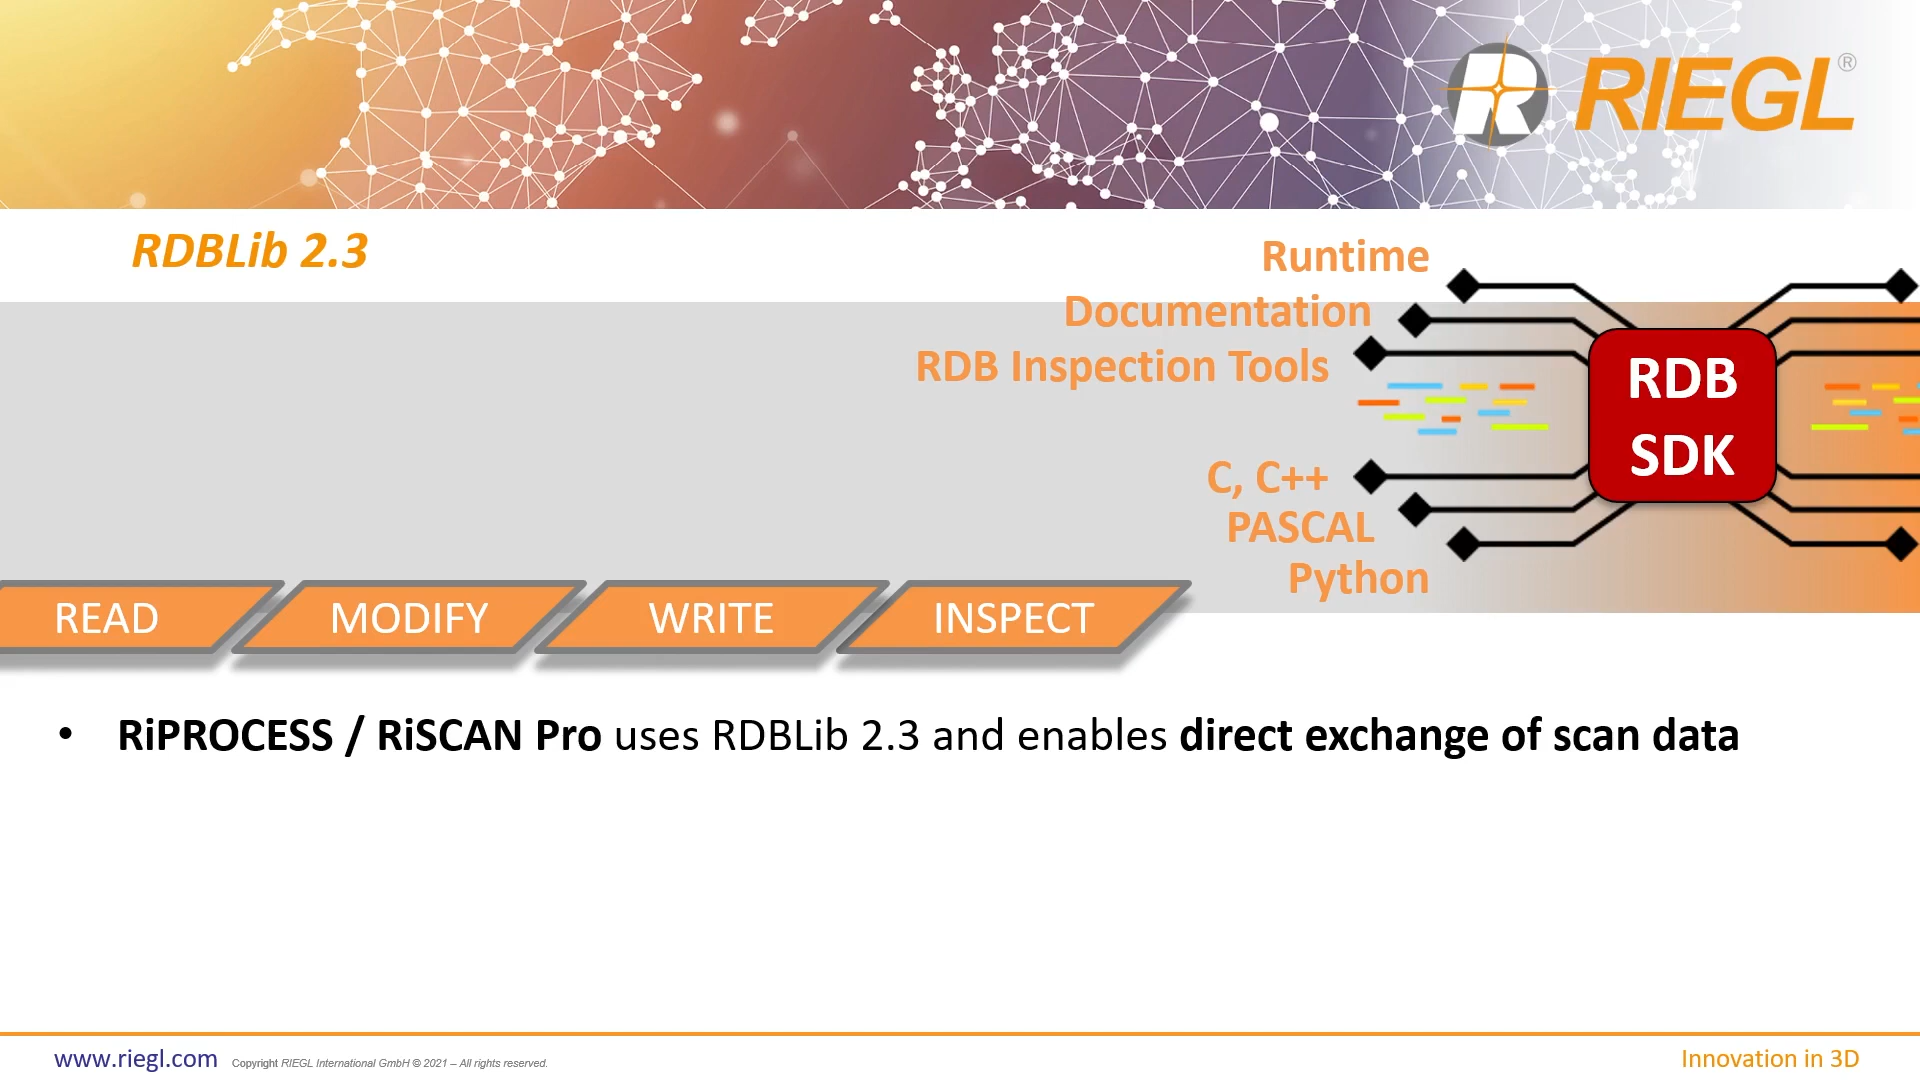 RIEGL®
RDBLib 2.3
Runtime
Documentation
RDB Inspection Tools
RDB
SDK
C, C++
PASCAL
Python
READ
MODIFY
WRITE
INSPECT
• RiPROCESS / RiSCAN Pro uses RDBLib 2.3 and enables direct exchange of scan data
www.riegl.com
Copyright RIEGL International GmbH © 2021 – All rights reserved.
Innovation in 3D